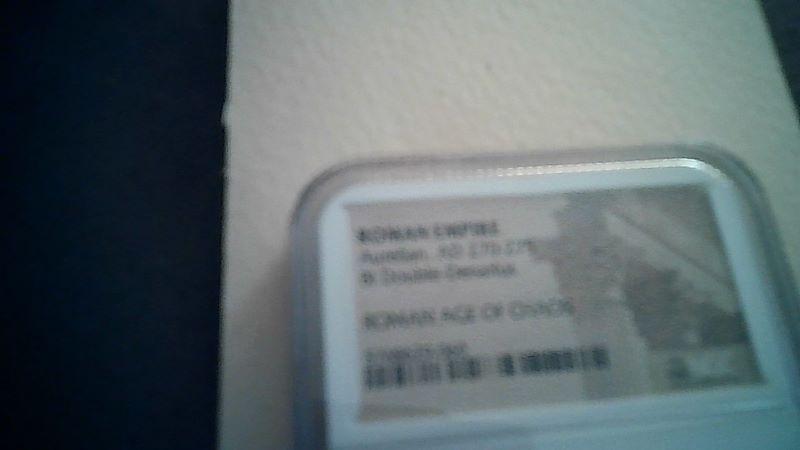 ROMAN EMPIRE
Aurelian, AD 270-275
BI Double-Denarius
ROMAN AGE OF CHAOS